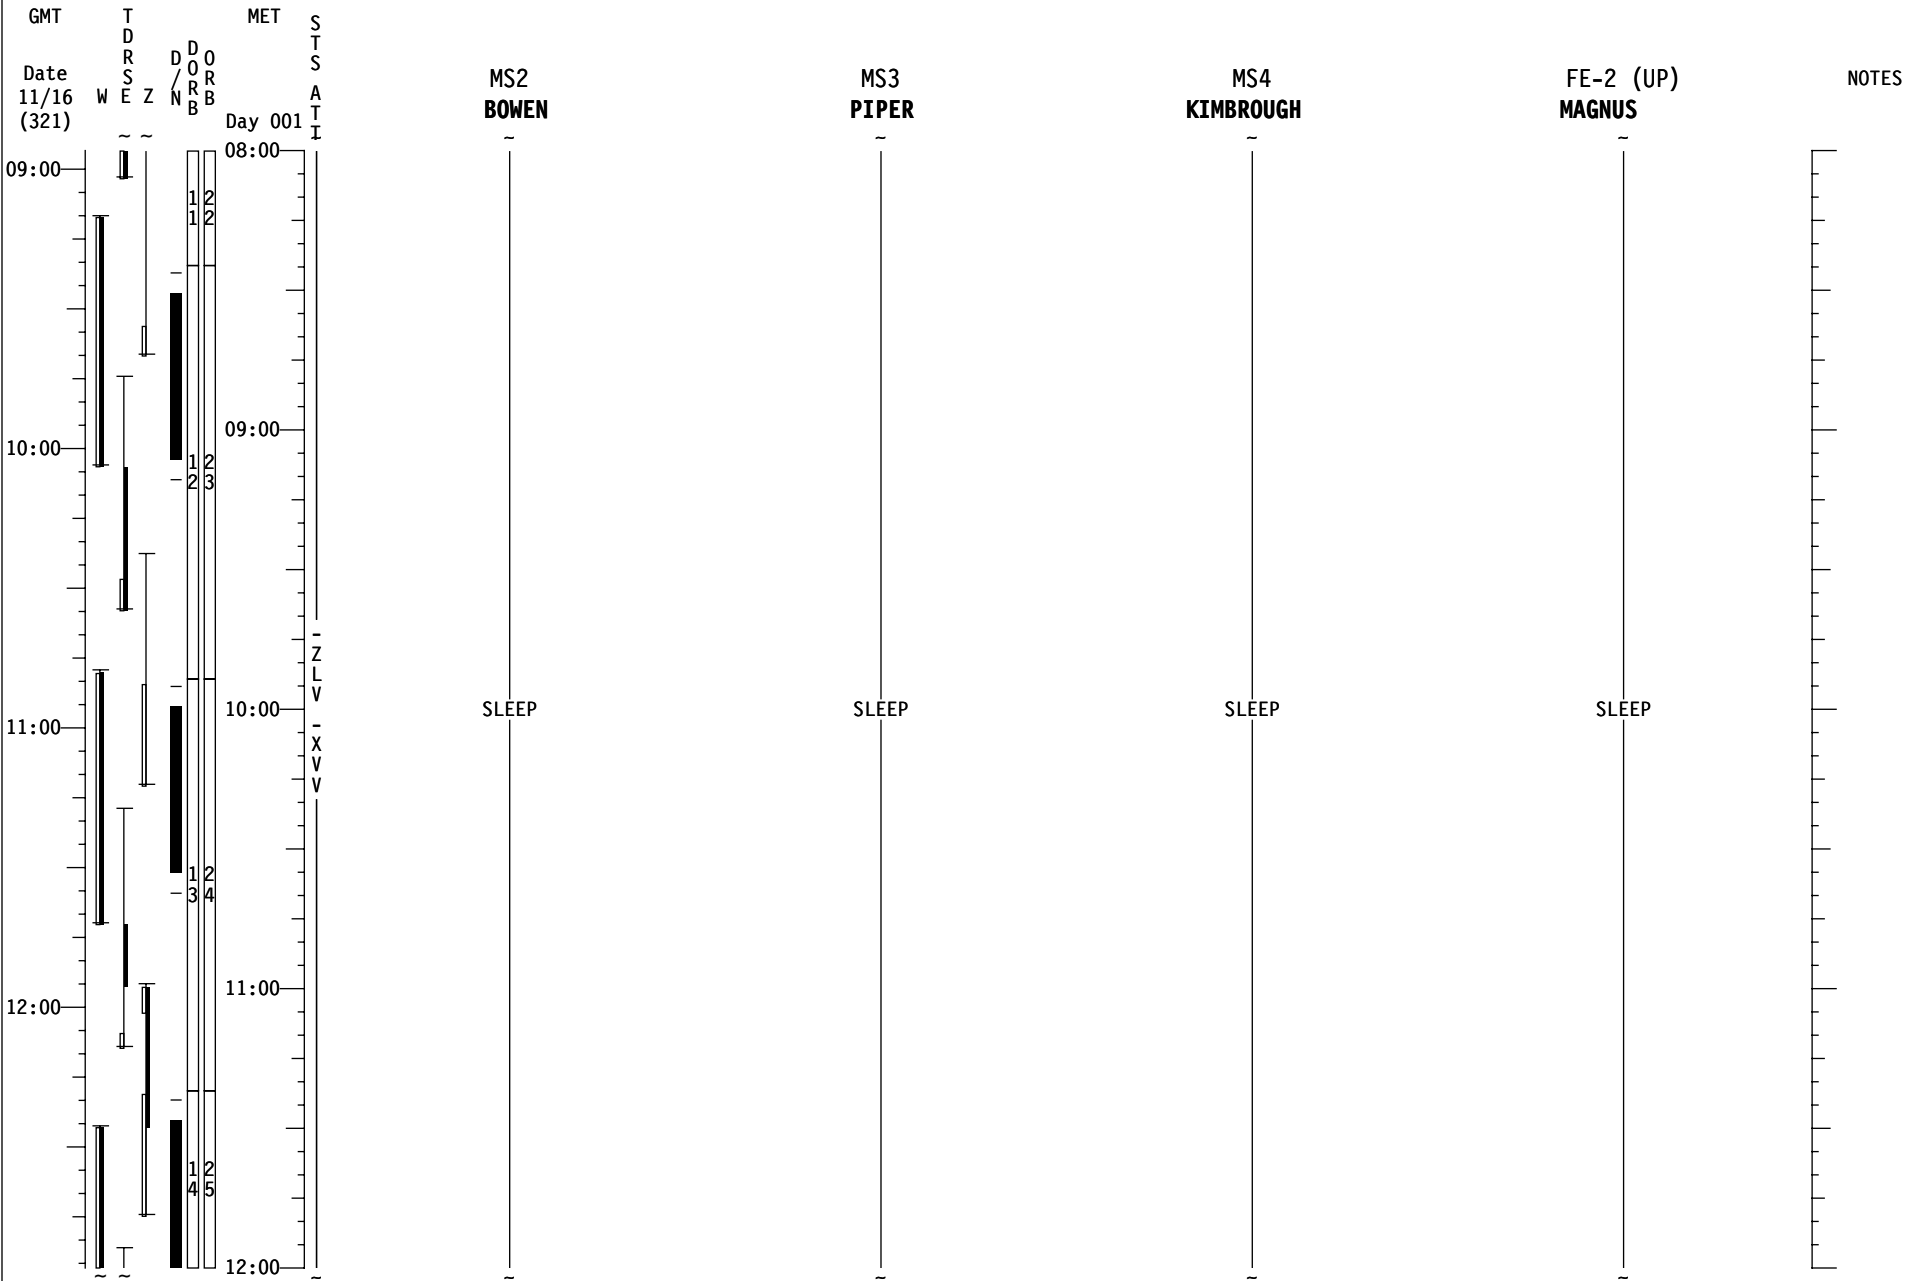 GMT
TDRS
MET
STS ATT
Date
11/16
(321)
W E Z
D/N
DORB
ORB
Day 001
MS2
BOWEN
MS3
PIPER
MS4
KIMBROUGH
FE-2 (UP)
MAGNUS
NOTES
~ ~ ~ ~ ~ ~
08:00
09:00
11 22
09:00
10:00
12 23
-ZLV -XVV
10:00
SLEEP SLEEP SLEEP SLEEP
11:00
13 24
11:00
12:00
14 25
12:00
~ ~ ~ ~ ~ ~ ~